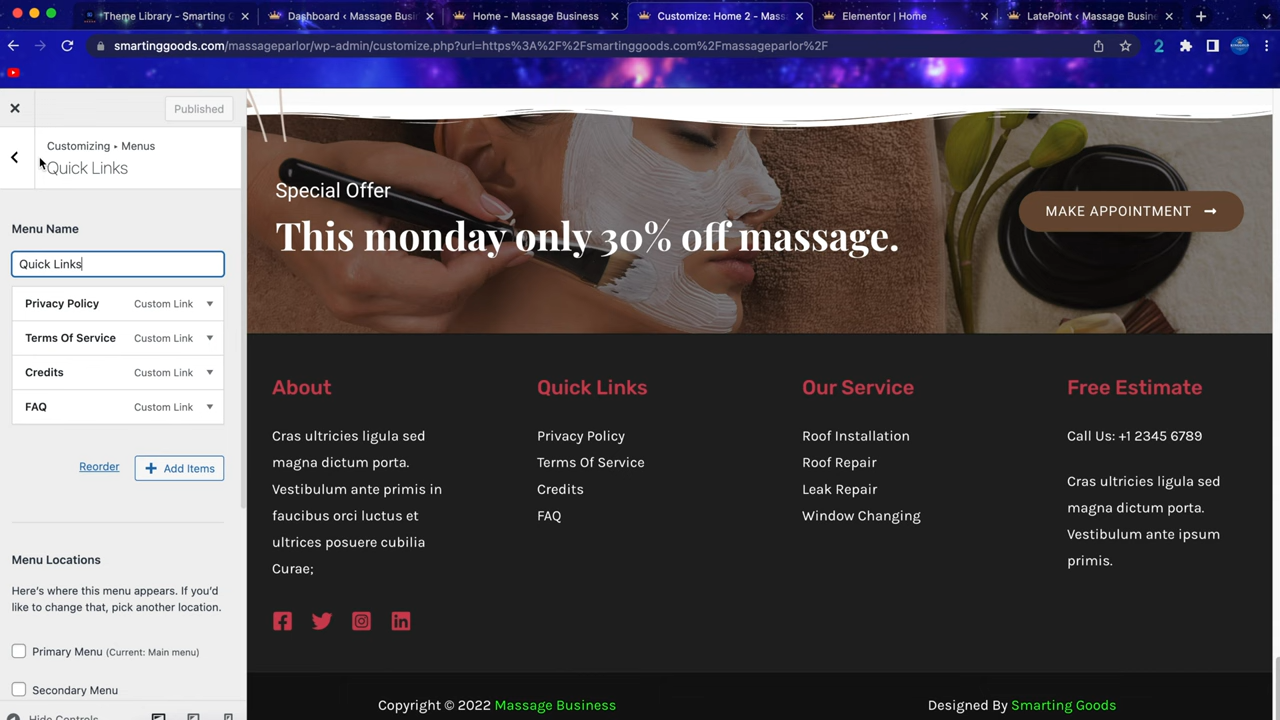 Theme Library - Smarting G
Dashboard ‹ Massage Busin
Home - Massage Business
Customize: Home 2 - Mass
Elementor | Home
LatePoint ‹ Massage Busine
smartinggoods.com/massageparlor/wp-admin/customize.php?url=https%3A%2F%2Fsmartinggoods.com%2Fmassageparlor%2F
Published
Customizing ▸ Menus
Quick Links
Menu Name
Quick Links
Privacy Policy Custom Link
Terms Of Service Custom Link
Credits Custom Link
FAQ Custom Link
Reorder
Add Items
Menu Locations
Here's where this menu appears. If you'd
like to change that, pick another location.
Primary Menu (Current: Main menu)
Secondary Menu
Hide Controls
Special Offer
This monday only 30% off massage.
MAKE APPOINTMENT
About
Cras ultricies ligula sed
magna dictum porta.
Vestibulum ante primis in
faucibus orci luctus et
ultrices posuere cubilia
Curae;
Quick Links
Privacy Policy
Terms Of Service
Credits
FAQ
Our Service
Roof Installation
Roof Repair
Leak Repair
Window Changing
Free Estimate
Call Us: +1 2345 6789
Cras ultricies ligula sed
magna dictum porta.
Vestibulum ante ipsum
primis.
Copyright © 2022 Massage Business
Designed By Smarting Goods